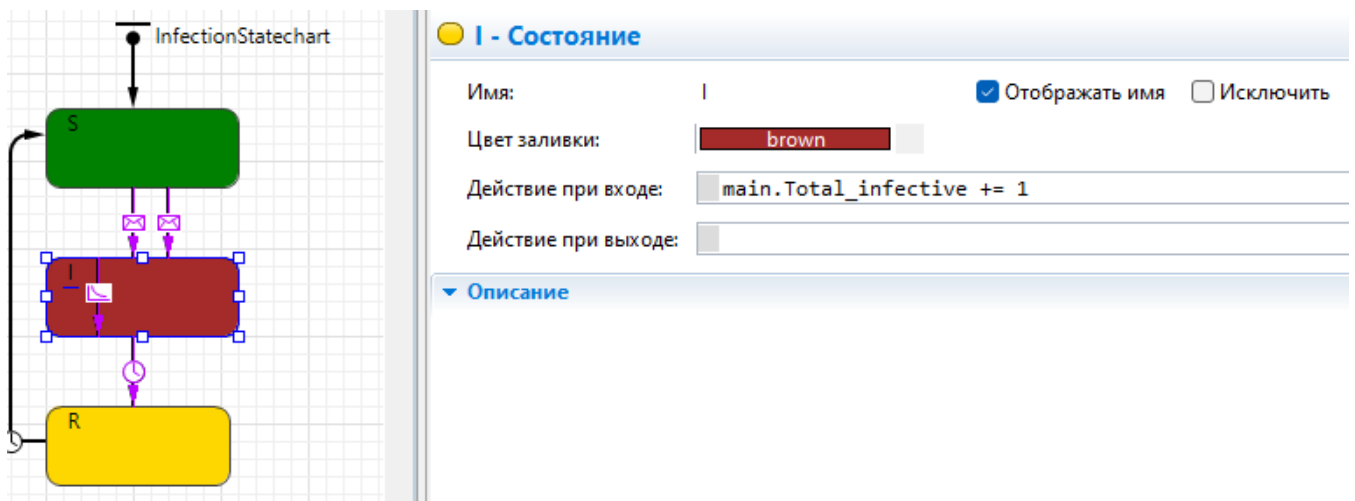 InfectionStatechart
S
I
R
I - Состояние
Имя: I Отображать имя Исключить
Цвет заливки: brown
Действие при входе: main.Total_infective += 1
Действие при выходе:
Описание